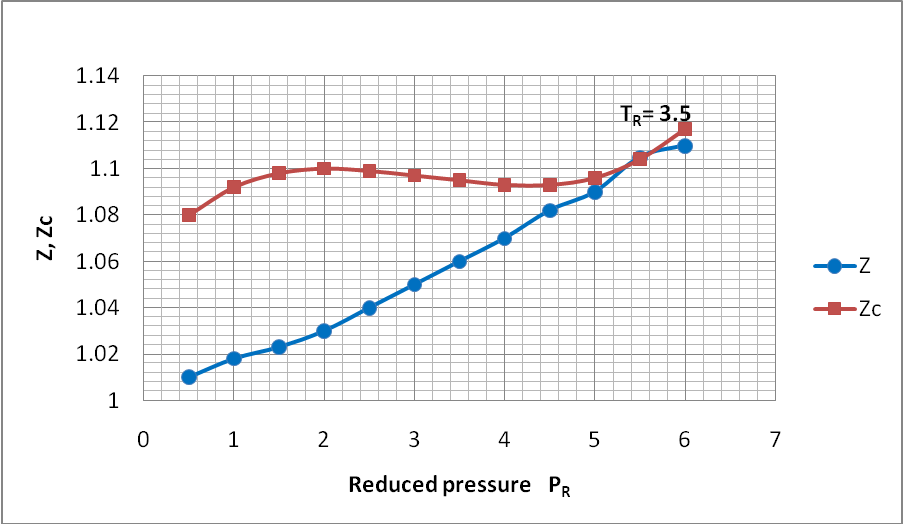 1.14
1.12
1.1
1.08
1.06
1.04
1.02
1
0 1 2 3 4 5 6 7
Z, Zc
Reduced pressure P_R
T_R= 3.5
Z
Zc